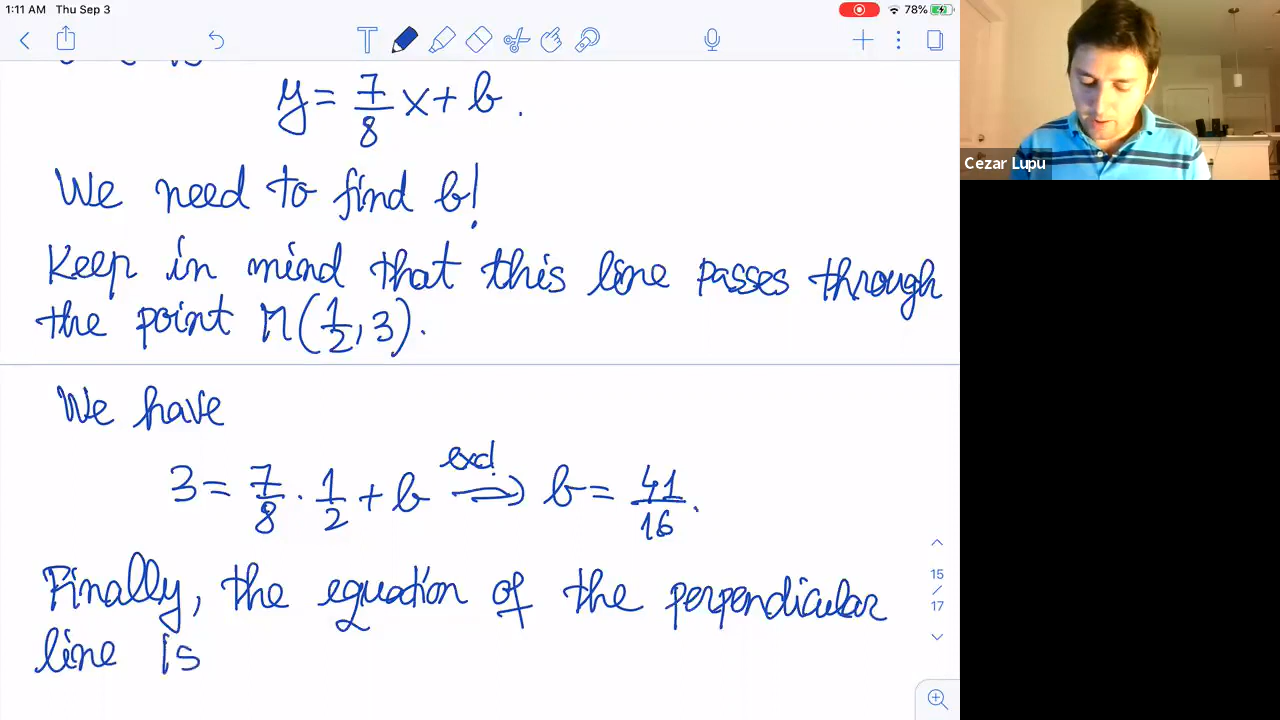 1:11 AM Thu Sep 3
78%
y = 7/8 x + b .
We need to find b!
Keep in mind that this line passes through
the point M(1/2, 3).
We have
3 = 7/8 · 1/2 + b ⟹ b = 41/16 .
Finally, the equation of the perpendicular
line is
15
/
17
Cezar Lupu